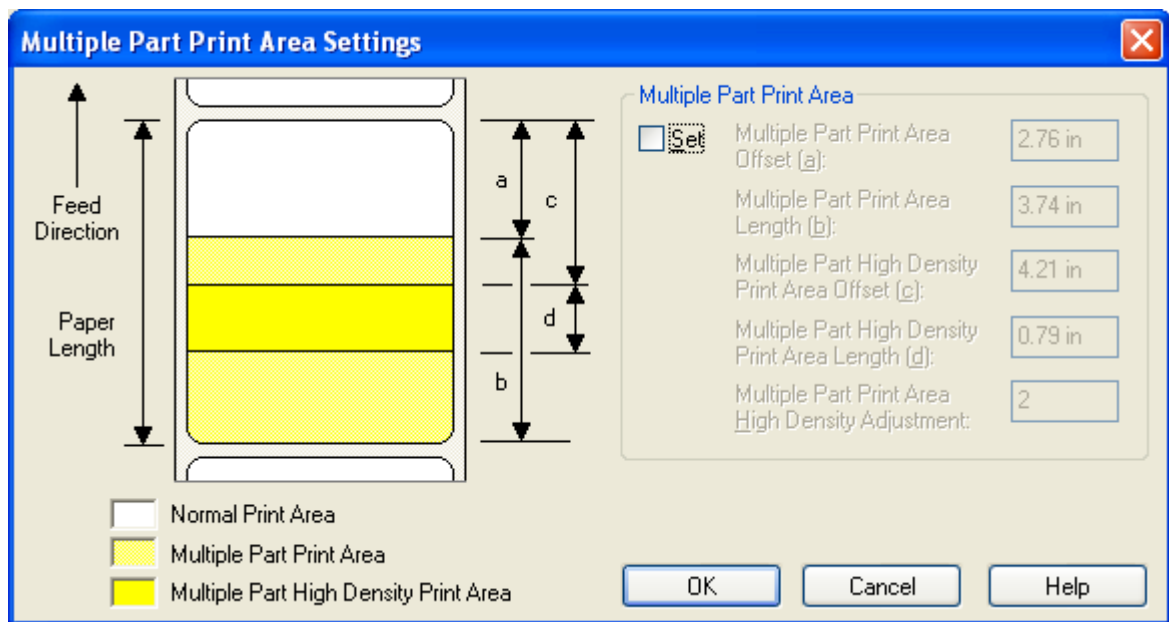 Multiple Part Print Area Settings
Feed
Direction
Paper
Length
a
c
d
b
Normal Print Area
Multiple Part Print Area
Multiple Part High Density Print Area
Multiple Part Print Area
Set
Multiple Part Print Area
Offset (a):
2.76 in
Multiple Part Print Area
Length (b):
3.74 in
Multiple Part High Density
Print Area Offset (c):
4.21 in
Multiple Part High Density
Print Area Length (d):
0.79 in
Multiple Part Print Area
High Density Adjustment:
2
OK
Cancel
Help